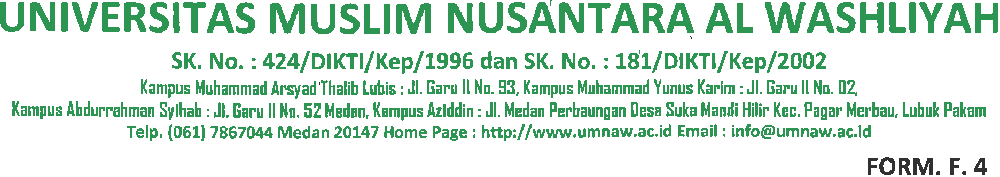 UNIVERSITAS MUSLIM NUSANTARA AL WASHLIYAH
SK. No. : 424/DIKTI/Kep/1996 dan SK. No. : 181/DIKTI/Kep/2002
Kampus Muhammad Arsyad Thalib Lubis : Jl. Garu II No. 93, Kampus Muhammad Yunus Karim : Jl. Garu II No. 02,
Kampus Abdurrahman Syihab : Jl. Garu II No. 52 Medan, Kampus Aziddin : Jl. Medan Perbaungan Desa Suka Mandi Hilir Kec. Pagar Merbau, Lubuk Pakam
Telp. (061) 7867044 Medan 20147 Home Page : http://www.umnaw.ac.id Email : info@umnaw.ac.id
FORM. F. 4